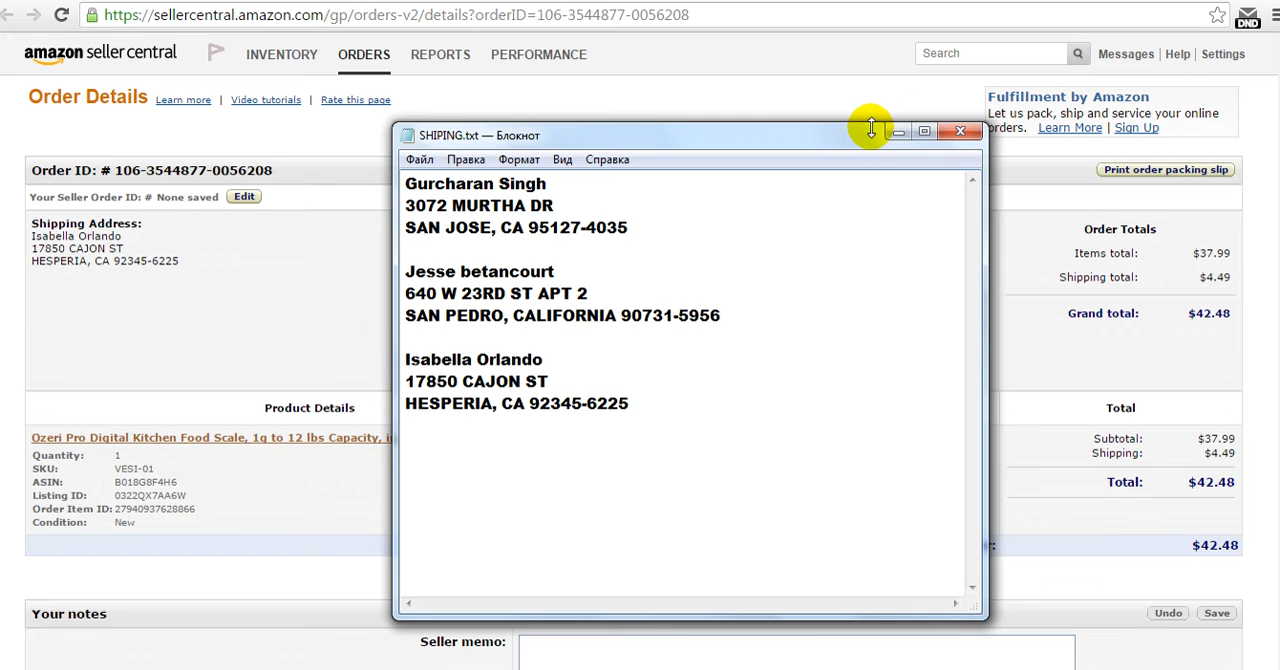 https://sellercentral.amazon.com/gp/orders-v2/details?orderID=106-3544877-0056208
DND
amazon seller central
INVENTORY ORDERS REPORTS PERFORMANCE
Search
Messages | Help | Settings
Order Details Learn more | Video tutorials | Rate this page
Fulfillment by Amazon
Let us pack, ship and service your online
orders. Learn More | Sign Up
Order ID: # 106-3544877-0056208
Print order packing slip
Your Seller Order ID: # None saved Edit
Shipping Address:
Isabella Orlando
17850 CAJON ST
HESPERIA, CA 92345-6225
SHIPING.txt — Блокнот
Файл Правка Формат Вид Справка
Gurcharan Singh
3072 MURTHA DR
SAN JOSE, CA 95127-4035
Jesse betancourt
640 W 23RD ST APT 2
SAN PEDRO, CALIFORNIA 90731-5956
Isabella Orlando
17850 CAJON ST
HESPERIA, CA 92345-6225
Order Totals
Items total: $37.99
Shipping total: $4.49
Grand total: $42.48
Product Details
Total
Ozeri Pro Digital Kitchen Food Scale, 1g to 12 lbs Capacity, i
Quantity: 1
SKU: VESI-01
ASIN: B018G8F4H6
Listing ID: 0322QX7AA6W
Order Item ID: 27940937628866
Condition: New
Subtotal: $37.99
Shipping: $4.49
Total: $42.48
$42.48
Your notes
Undo Save
Seller memo: